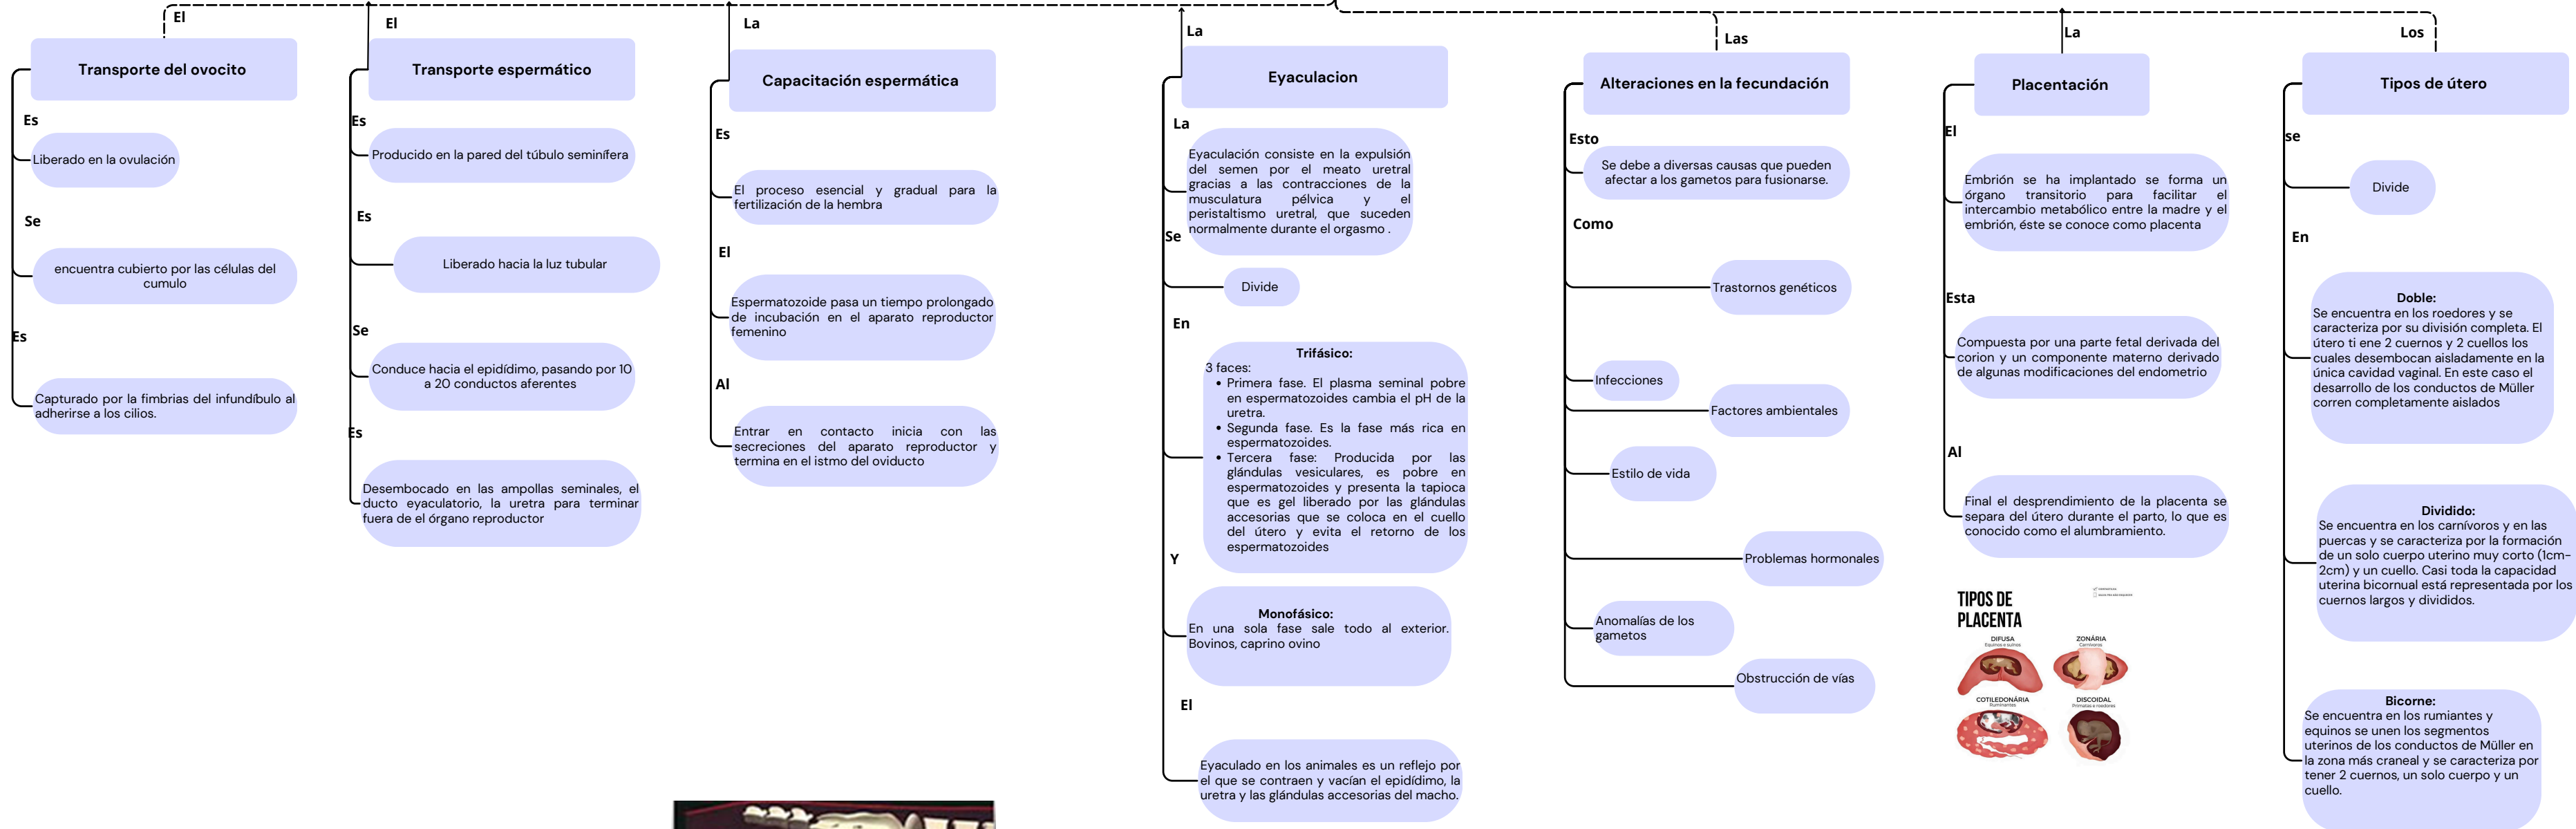 El
Transporte del ovocito
Es
Liberado en la ovulación
Se
encuentra cubierto por las células del
cumulo
Es
Capturado por la fimbrias del infundíbulo al
adherirse a los cilios.
El
Transporte espermático
Es
Producido en la pared del túbulo seminífera
Es
Liberado hacia la luz tubular
Se
Conduce hacia el epidídimo, pasando por 10
a 20 conductos aferentes
Es
Desembocado en las ampollas seminales, el
ducto eyaculatorio, la uretra para terminar
fuera de el órgano reproductor
La
Capacitación espermática
Es
El proceso esencial y gradual para la
fertilización de la hembra
El
Espermatozoide pasa un tiempo prolongado
de incubación en el aparato reproductor
femenino
Al
Entrar en contacto inicia con las
secreciones del aparato reproductor y
termina en el istmo del oviducto
La
Eyaculacion
La
Eyaculación consiste en la expulsión
del semen por el meato uretral
gracias a las contracciones de la
musculatura pélvica y el
peristaltismo uretral, que suceden
normalmente durante el orgasmo .
Se
Divide
En
Trifásico:
3 faces:
• Primera fase. El plasma seminal pobre
en espermatozoides cambia el pH de la
uretra.
• Segunda fase. Es la fase más rica en
espermatozoides.
• Tercera fase: Producida por las
glándulas vesiculares, es pobre en
espermatozoides y presenta la tapioca
que es gel liberado por las glándulas
accesorias que se coloca en el cuello
del útero y evita el retorno de los
espermatozoides
Y
Monofásico:
En una sola fase sale todo al exterior.
Bovinos, caprino ovino
El
Eyaculado en los animales es un reflejo por
el que se contraen y vacían el epidídimo, la
uretra y las glándulas accesorias del macho.
Las
Alteraciones en la fecundación
Esto
Se debe a diversas causas que pueden
afectar a los gametos para fusionarse.
Como
Trastornos genéticos
Infecciones
Factores ambientales
Estilo de vida
Problemas hormonales
Anomalías de los
gametos
Obstrucción de vías
La
Placentación
El
Embrión se ha implantado se forma un
órgano transitorio para facilitar el
intercambio metabólico entre la madre y el
embrión, éste se conoce como placenta
Esta
Compuesta por una parte fetal derivada del
corion y un componente materno derivado
de algunas modificaciones del endometrio
Al
Final el desprendimiento de la placenta se
separa del útero durante el parto, lo que es
conocido como el alumbramiento.
TIPOS DE
PLACENTA
DIFUSA
Equinos e suínos
ZONÁRIA
Carnívoros
COTILEDONÁRIA
Ruminantes
DISCOIDAL
Primatas e roedores
Los
Tipos de útero
se
Divide
En
Doble:
Se encuentra en los roedores y se
caracteriza por su división completa. El
útero ti ene 2 cuernos y 2 cuellos los
cuales desembocan aisladamente en la
única cavidad vaginal. En este caso el
desarrollo de los conductos de Müller
corren completamente aislados
Dividido:
Se encuentra en los carnívoros y en las
puercas y se caracteriza por la formación
de un solo cuerpo uterino muy corto (1cm-
2cm) y un cuello. Casi toda la capacidad
uterina bicornual está representada por los
cuernos largos y divididos.
Bicorne:
Se encuentra en los rumiantes y
equinos se unen los segmentos
uterinos de los conductos de Müller en
la zona más craneal y se caracteriza por
tener 2 cuernos, un solo cuerpo y un
cuello.